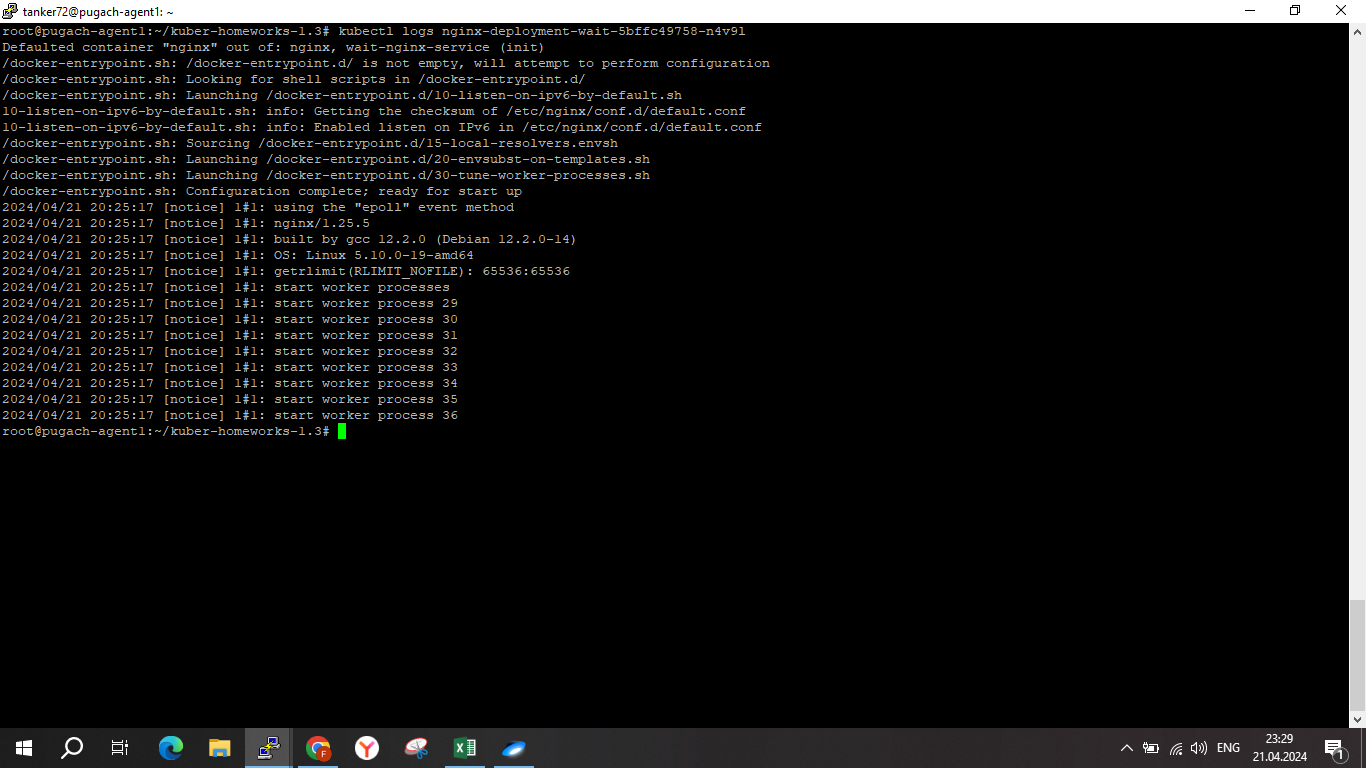 tanker72@pugach-agent1: ~
root@pugach-agent1:~/kuber-homeworks-1.3# kubectl logs nginx-deployment-wait-5bffc49758-n4v9l
Defaulted container "nginx" out of: nginx, wait-nginx-service (init)
/docker-entrypoint.sh: /docker-entrypoint.d/ is not empty, will attempt to perform configuration
/docker-entrypoint.sh: Looking for shell scripts in /docker-entrypoint.d/
/docker-entrypoint.sh: Launching /docker-entrypoint.d/10-listen-on-ipv6-by-default.sh
10-listen-on-ipv6-by-default.sh: info: Getting the checksum of /etc/nginx/conf.d/default.conf
10-listen-on-ipv6-by-default.sh: info: Enabled listen on IPv6 in /etc/nginx/conf.d/default.conf
/docker-entrypoint.sh: Sourcing /docker-entrypoint.d/15-local-resolvers.envsh
/docker-entrypoint.sh: Launching /docker-entrypoint.d/20-envsubst-on-templates.sh
/docker-entrypoint.sh: Launching /docker-entrypoint.d/30-tune-worker-processes.sh
/docker-entrypoint.sh: Configuration complete; ready for start up
2024/04/21 20:25:17 [notice] 1#1: using the "epoll" event method
2024/04/21 20:25:17 [notice] 1#1: nginx/1.25.5
2024/04/21 20:25:17 [notice] 1#1: built by gcc 12.2.0 (Debian 12.2.0-14)
2024/04/21 20:25:17 [notice] 1#1: OS: Linux 5.10.0-19-amd64
2024/04/21 20:25:17 [notice] 1#1: getrlimit(RLIMIT_NOFILE): 65536:65536
2024/04/21 20:25:17 [notice] 1#1: start worker processes
2024/04/21 20:25:17 [notice] 1#1: start worker process 29
2024/04/21 20:25:17 [notice] 1#1: start worker process 30
2024/04/21 20:25:17 [notice] 1#1: start worker process 31
2024/04/21 20:25:17 [notice] 1#1: start worker process 32
2024/04/21 20:25:17 [notice] 1#1: start worker process 33
2024/04/21 20:25:17 [notice] 1#1: start worker process 34
2024/04/21 20:25:17 [notice] 1#1: start worker process 35
2024/04/21 20:25:17 [notice] 1#1: start worker process 36
root@pugach-agent1:~/kuber-homeworks-1.3#
ENG
23:29
21.04.2024
1